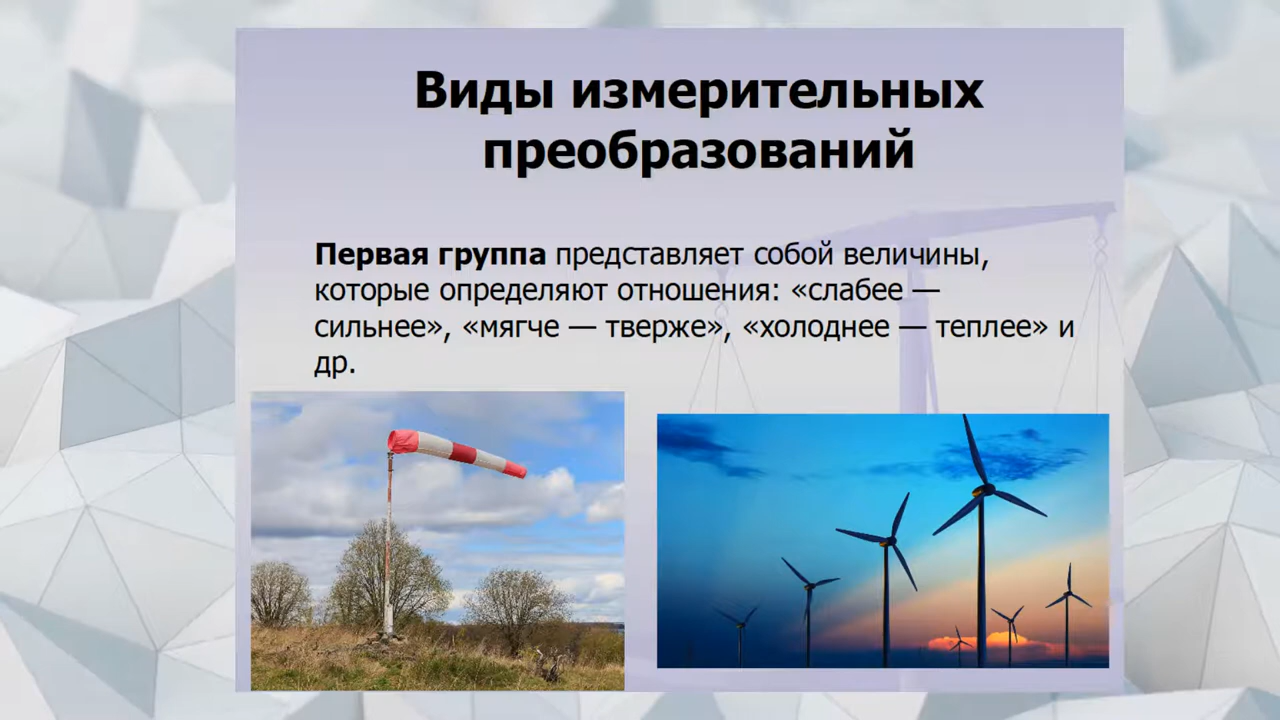 Виды измерительных
преобразований
Первая группа представляет собой величины,
которые определяют отношения: «слабее —
сильнее», «мягче — тверже», «холоднее — теплее» и
др.